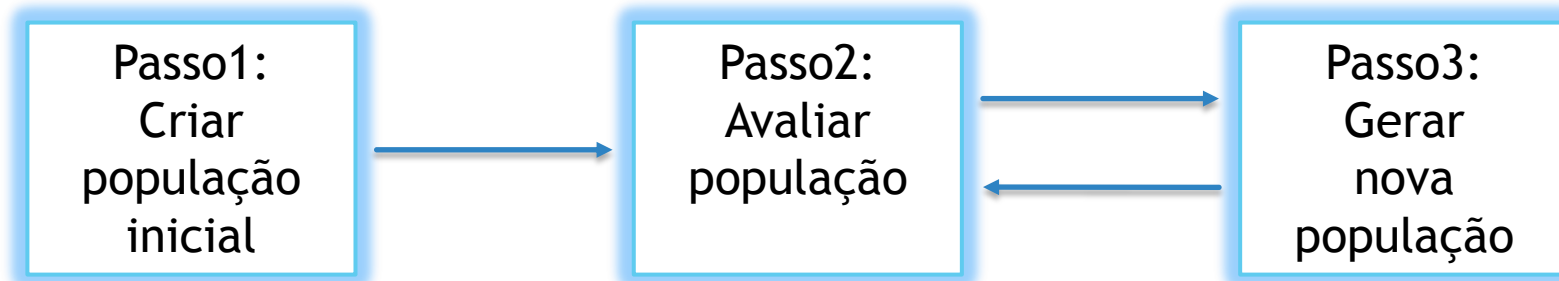 Passo1:
Criar
população
inicial
Passo2:
Avaliar
população
Passo3:
Gerar
nova
população